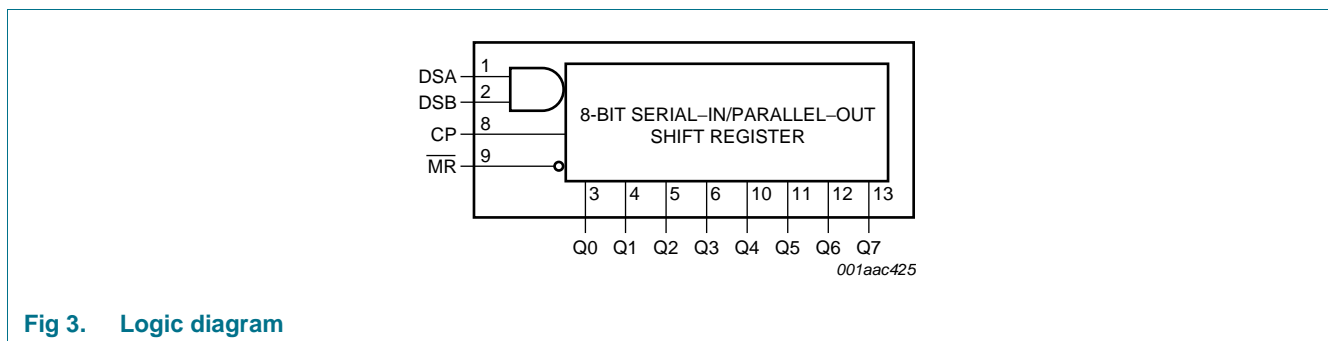 DSA 1
DSB 2
CP 8
M̅R̅ 9
8-BIT SERIAL–IN/PARALLEL–OUT
SHIFT REGISTER
3 4 5 6 10 11 12 13
Q0 Q1 Q2 Q3 Q4 Q5 Q6 Q7
001aac425
Fig 3. Logic diagram